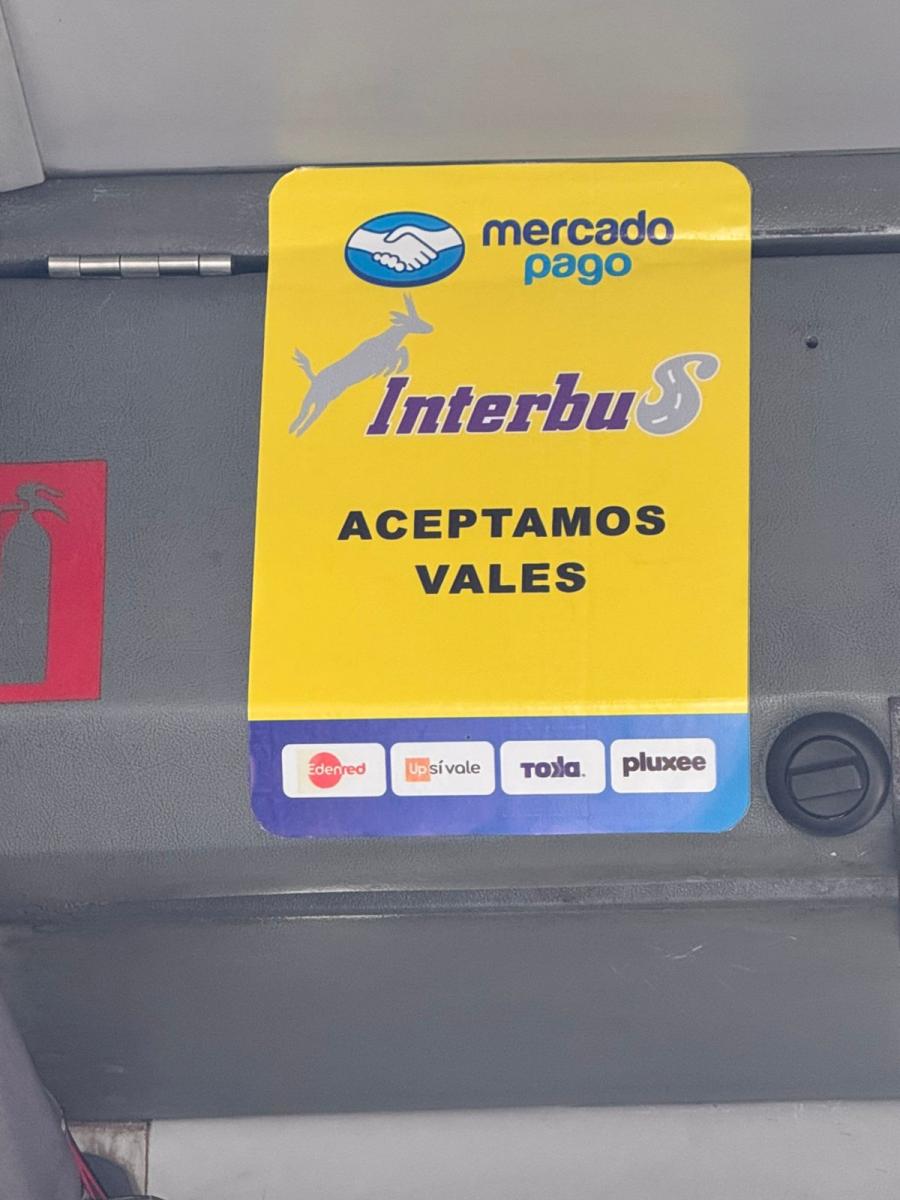 mercado
pago
InterbuS
ACEPTAMOS
VALES
Edenred
Up sí vale
TOKA
pluxee